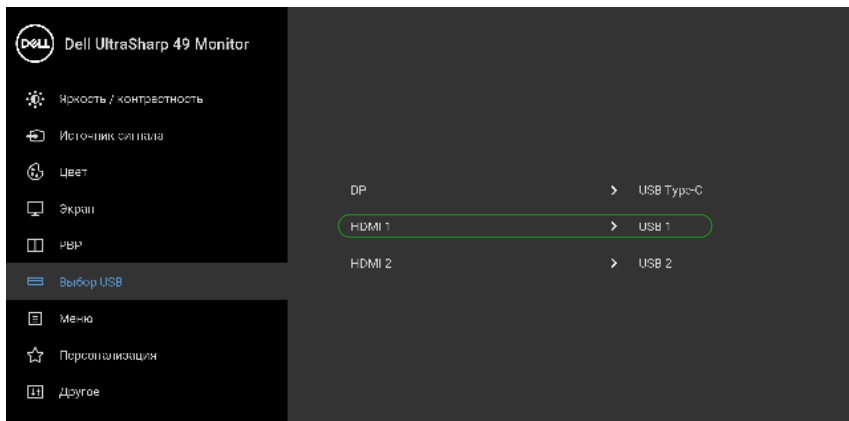 DELL Dell UltraSharp 49 Monitor
Яркость / контрастность
Источник сигнала
Цвет
Экран
PBP
Выбор USB
Меню
Персонализация
Другое
DP > USB Type-C
HDMI 1 > USB 1
HDMI 2 > USB 2